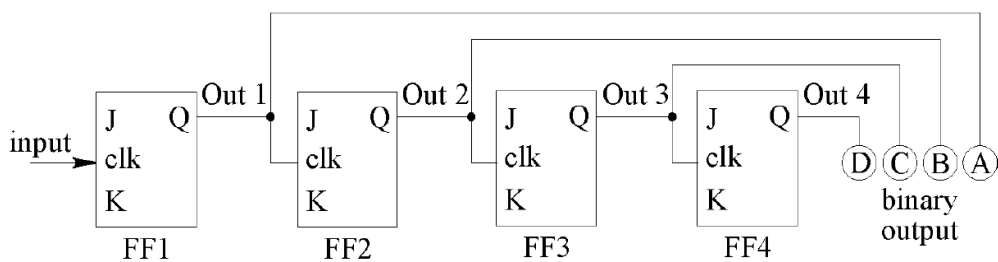 Out 1 Out 2 Out 3 Out 4
J Q J Q J Q J Q
input clk clk clk clk D C B A
K K K K binary
output
FF1 FF2 FF3 FF4